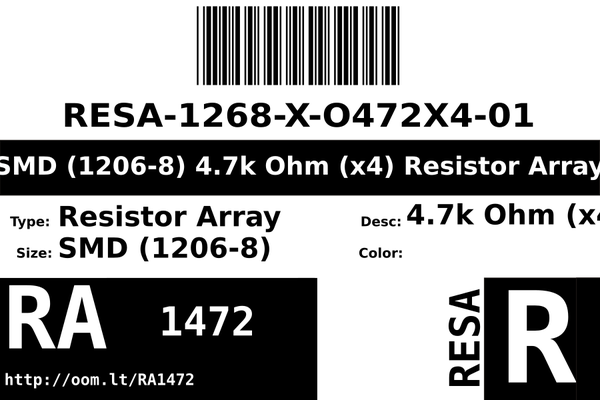 RESA-1268-X-O472X4-01
SMD (1206-8) 4.7k Ohm (x4) Resistor Array
Type: Resistor Array
Desc: 4.7k Ohm (x4
Size: SMD (1206-8)
Color:
RA 1472
http://oom.lt/RA1472
RESA
R